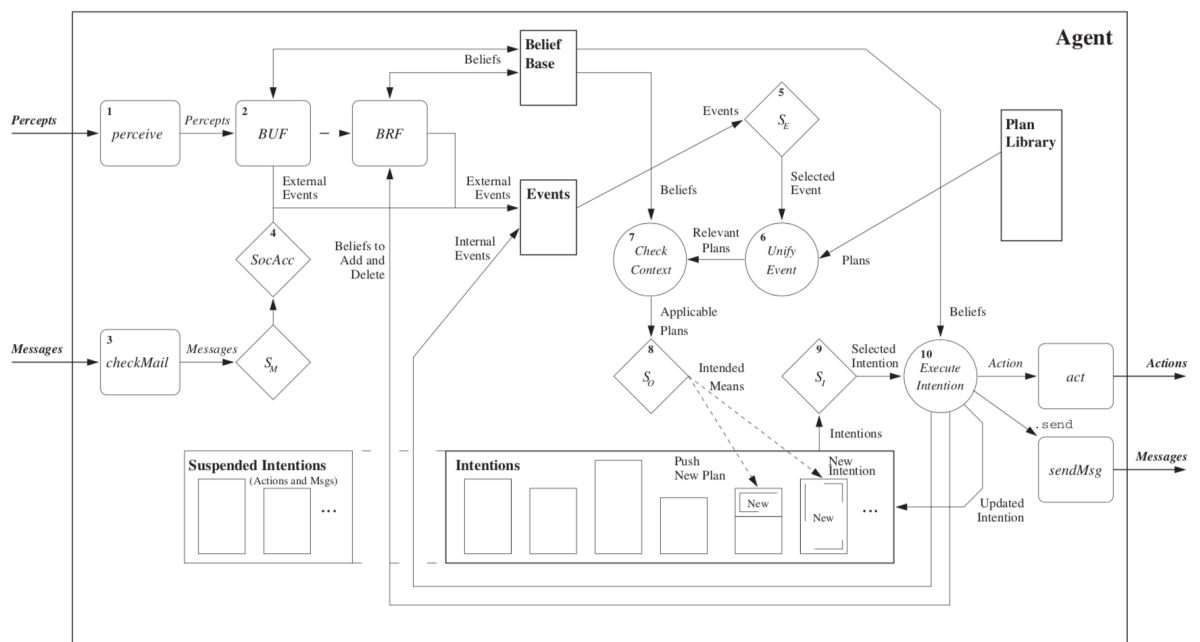 Agent
Belief
Base
Beliefs
1
perceive
Percepts
Percepts
2
BUF
BRF
5
S_E
Events
Plan
Library
External
Events
External
Events
Events
Selected
Event
Beliefs
4
SocAcc
Beliefs to
Add and
Delete
Internal
Events
7
Check
Context
Relevant
Plans
6
Unify
Event
Plans
Messages
3
checkMail
Messages
S_M
Applicable
Plans
8
S_O
Intended
Means
9
S_I
Selected
Intention
Beliefs
10
Execute
Intention
Action
act
Actions
.send
sendMsg
Messages
Intentions
Suspended Intentions
(Actions and Msgs)
...
Intentions
Push
New Plan
New
New
Intention
New
...
Updated
Intention